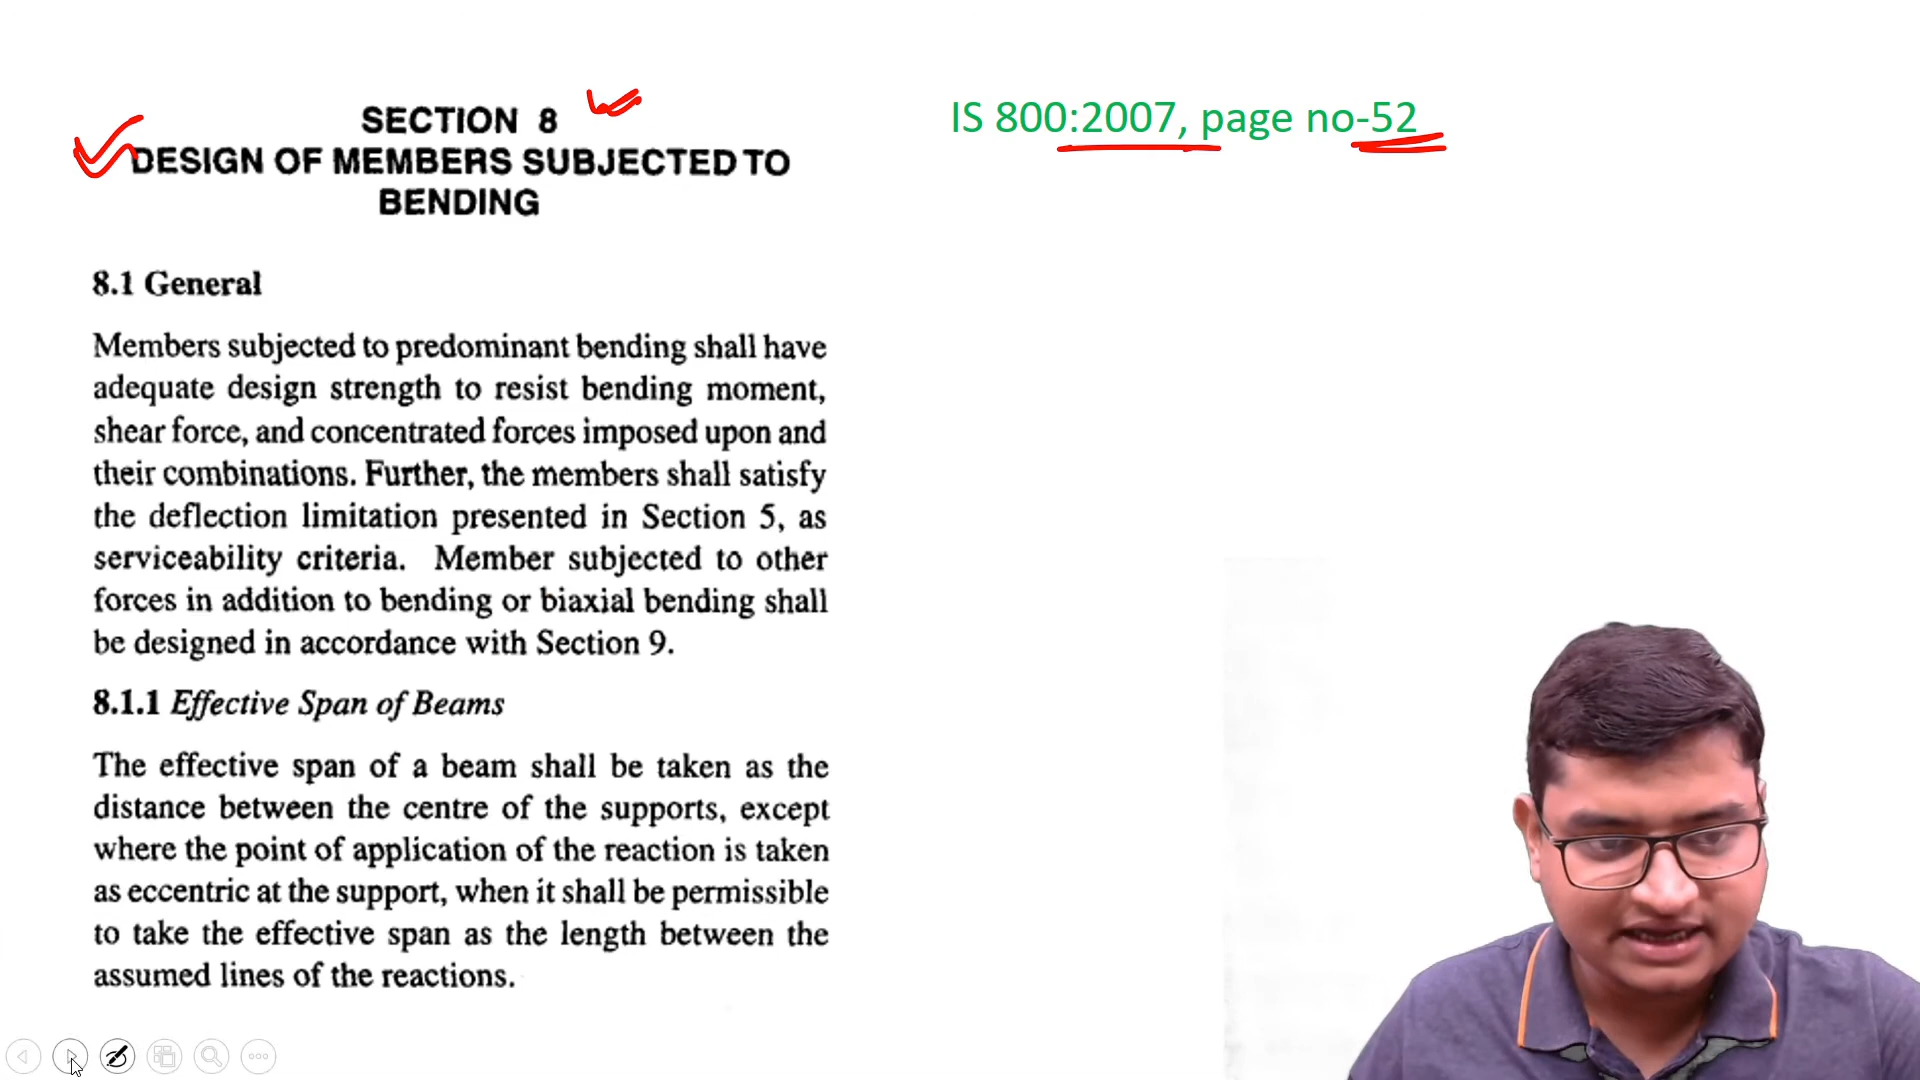 SECTION 8
DESIGN OF MEMBERS SUBJECTED TO
BENDING
8.1 General
Members subjected to predominant bending shall have
adequate design strength to resist bending moment,
shear force, and concentrated forces imposed upon and
their combinations. Further, the members shall satisfy
the deflection limitation presented in Section 5, as
serviceability criteria. Member subjected to other
forces in addition to bending or biaxial bending shall
be designed in accordance with Section 9.
8.1.1 Effective Span of Beams
The effective span of a beam shall be taken as the
distance between the centre of the supports, except
where the point of application of the reaction is taken
as eccentric at the support, when it shall be permissible
to take the effective span as the length between the
assumed lines of the reactions.
IS 800:2007, page no-52